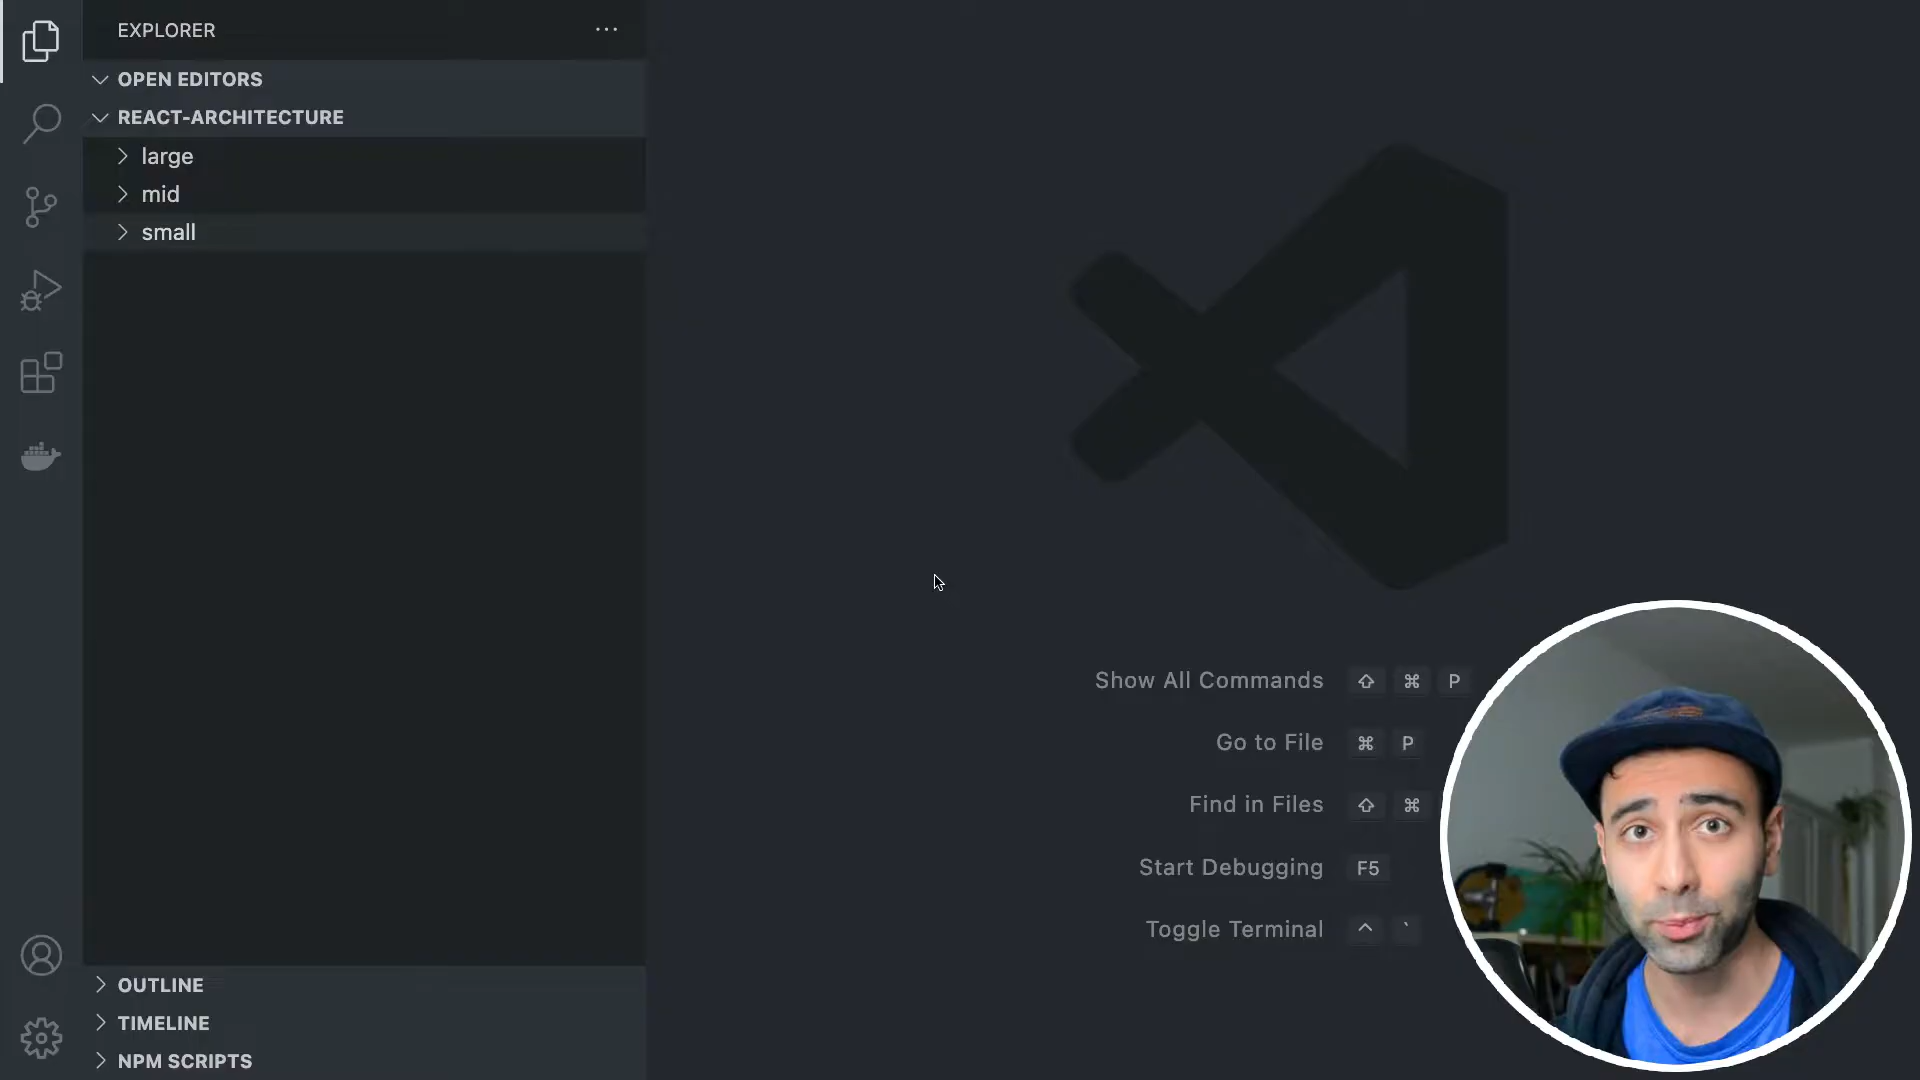 EXPLORER
OPEN EDITORS
REACT-ARCHITECTURE
large
mid
small
OUTLINE
TIMELINE
NPM SCRIPTS
Show All Commands ⇧ ⌘ P
Go to File ⌘ P
Find in Files ⇧ ⌘
Start Debugging F5
Toggle Terminal ^ `